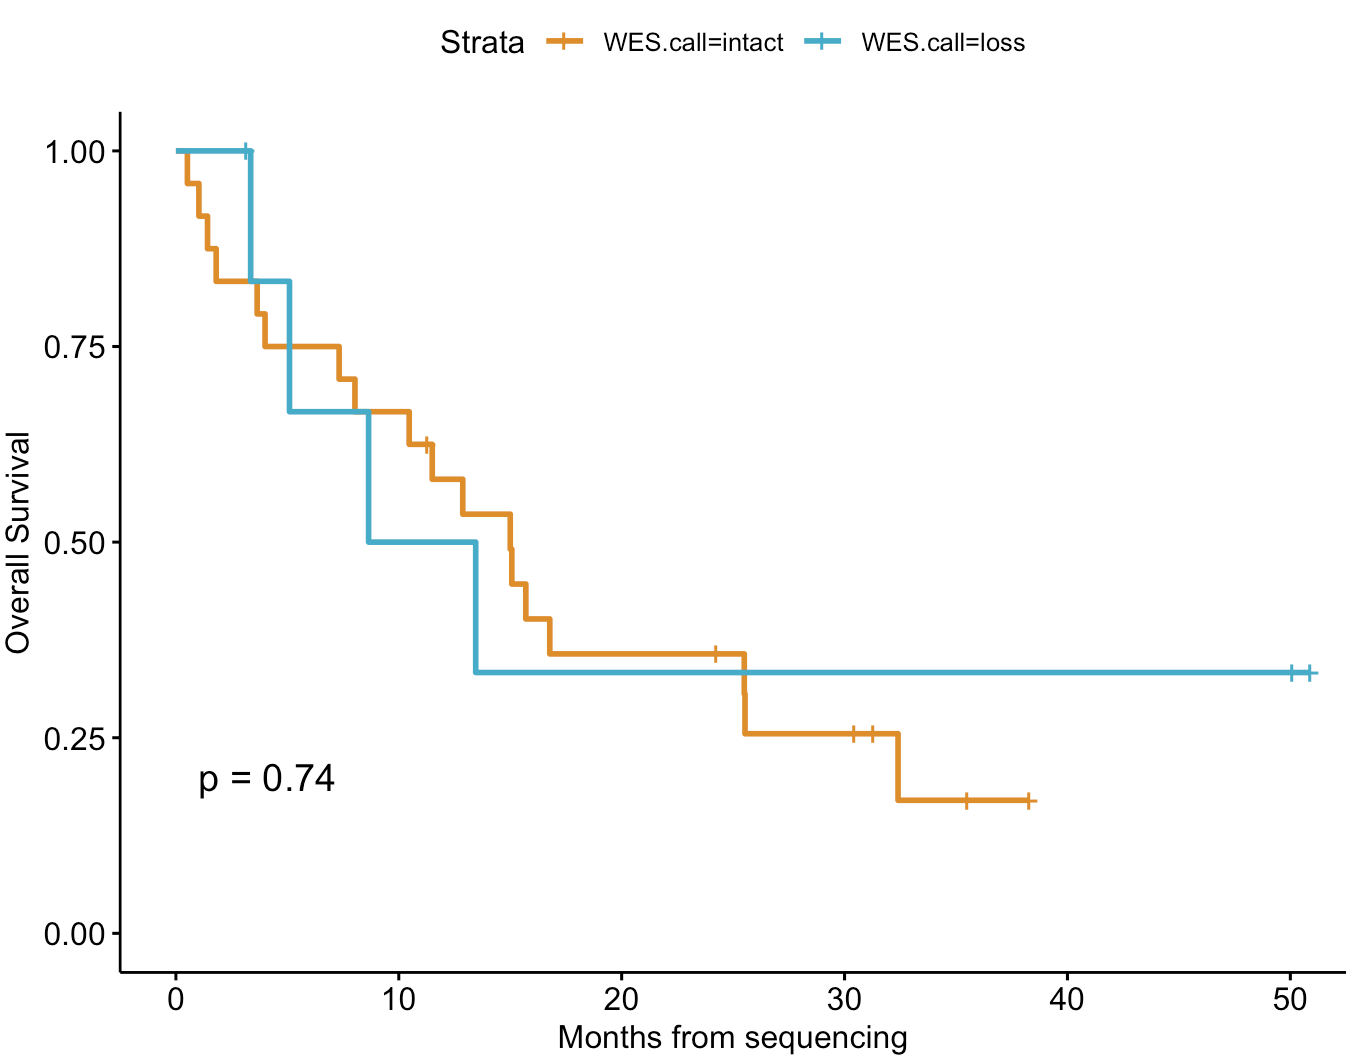 Strata WES.call=intact WES.call=loss
1.00
0.75
0.50
0.25
0.00
Overall Survival
p = 0.74
0 10 20 30 40 50
Months from sequencing